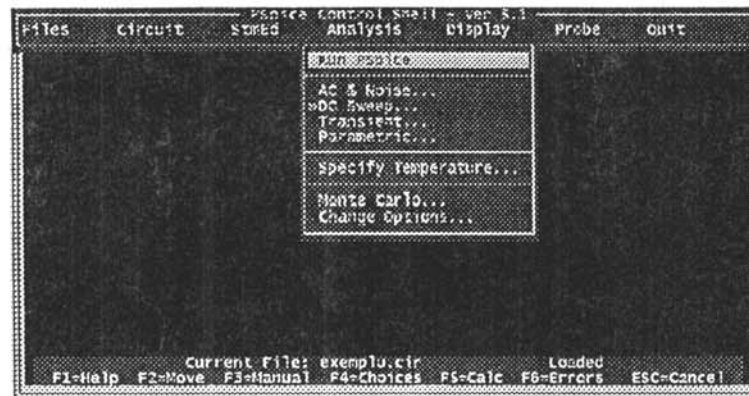 PSpice Control Shell - ver 5.1
Files Circuit StmEd Analysis Display Probe Quit
Run PSpice
AC & Noise...
»DC Sweep...
Transient...
Parametric...
Specify Temperature...
Monte Carlo...
Change Options...
Current File: exemplu.cir Loaded
F1=Help F2=Move F3=Manual F4=Choices F5=Calc F6=Errors ESC=Cancel